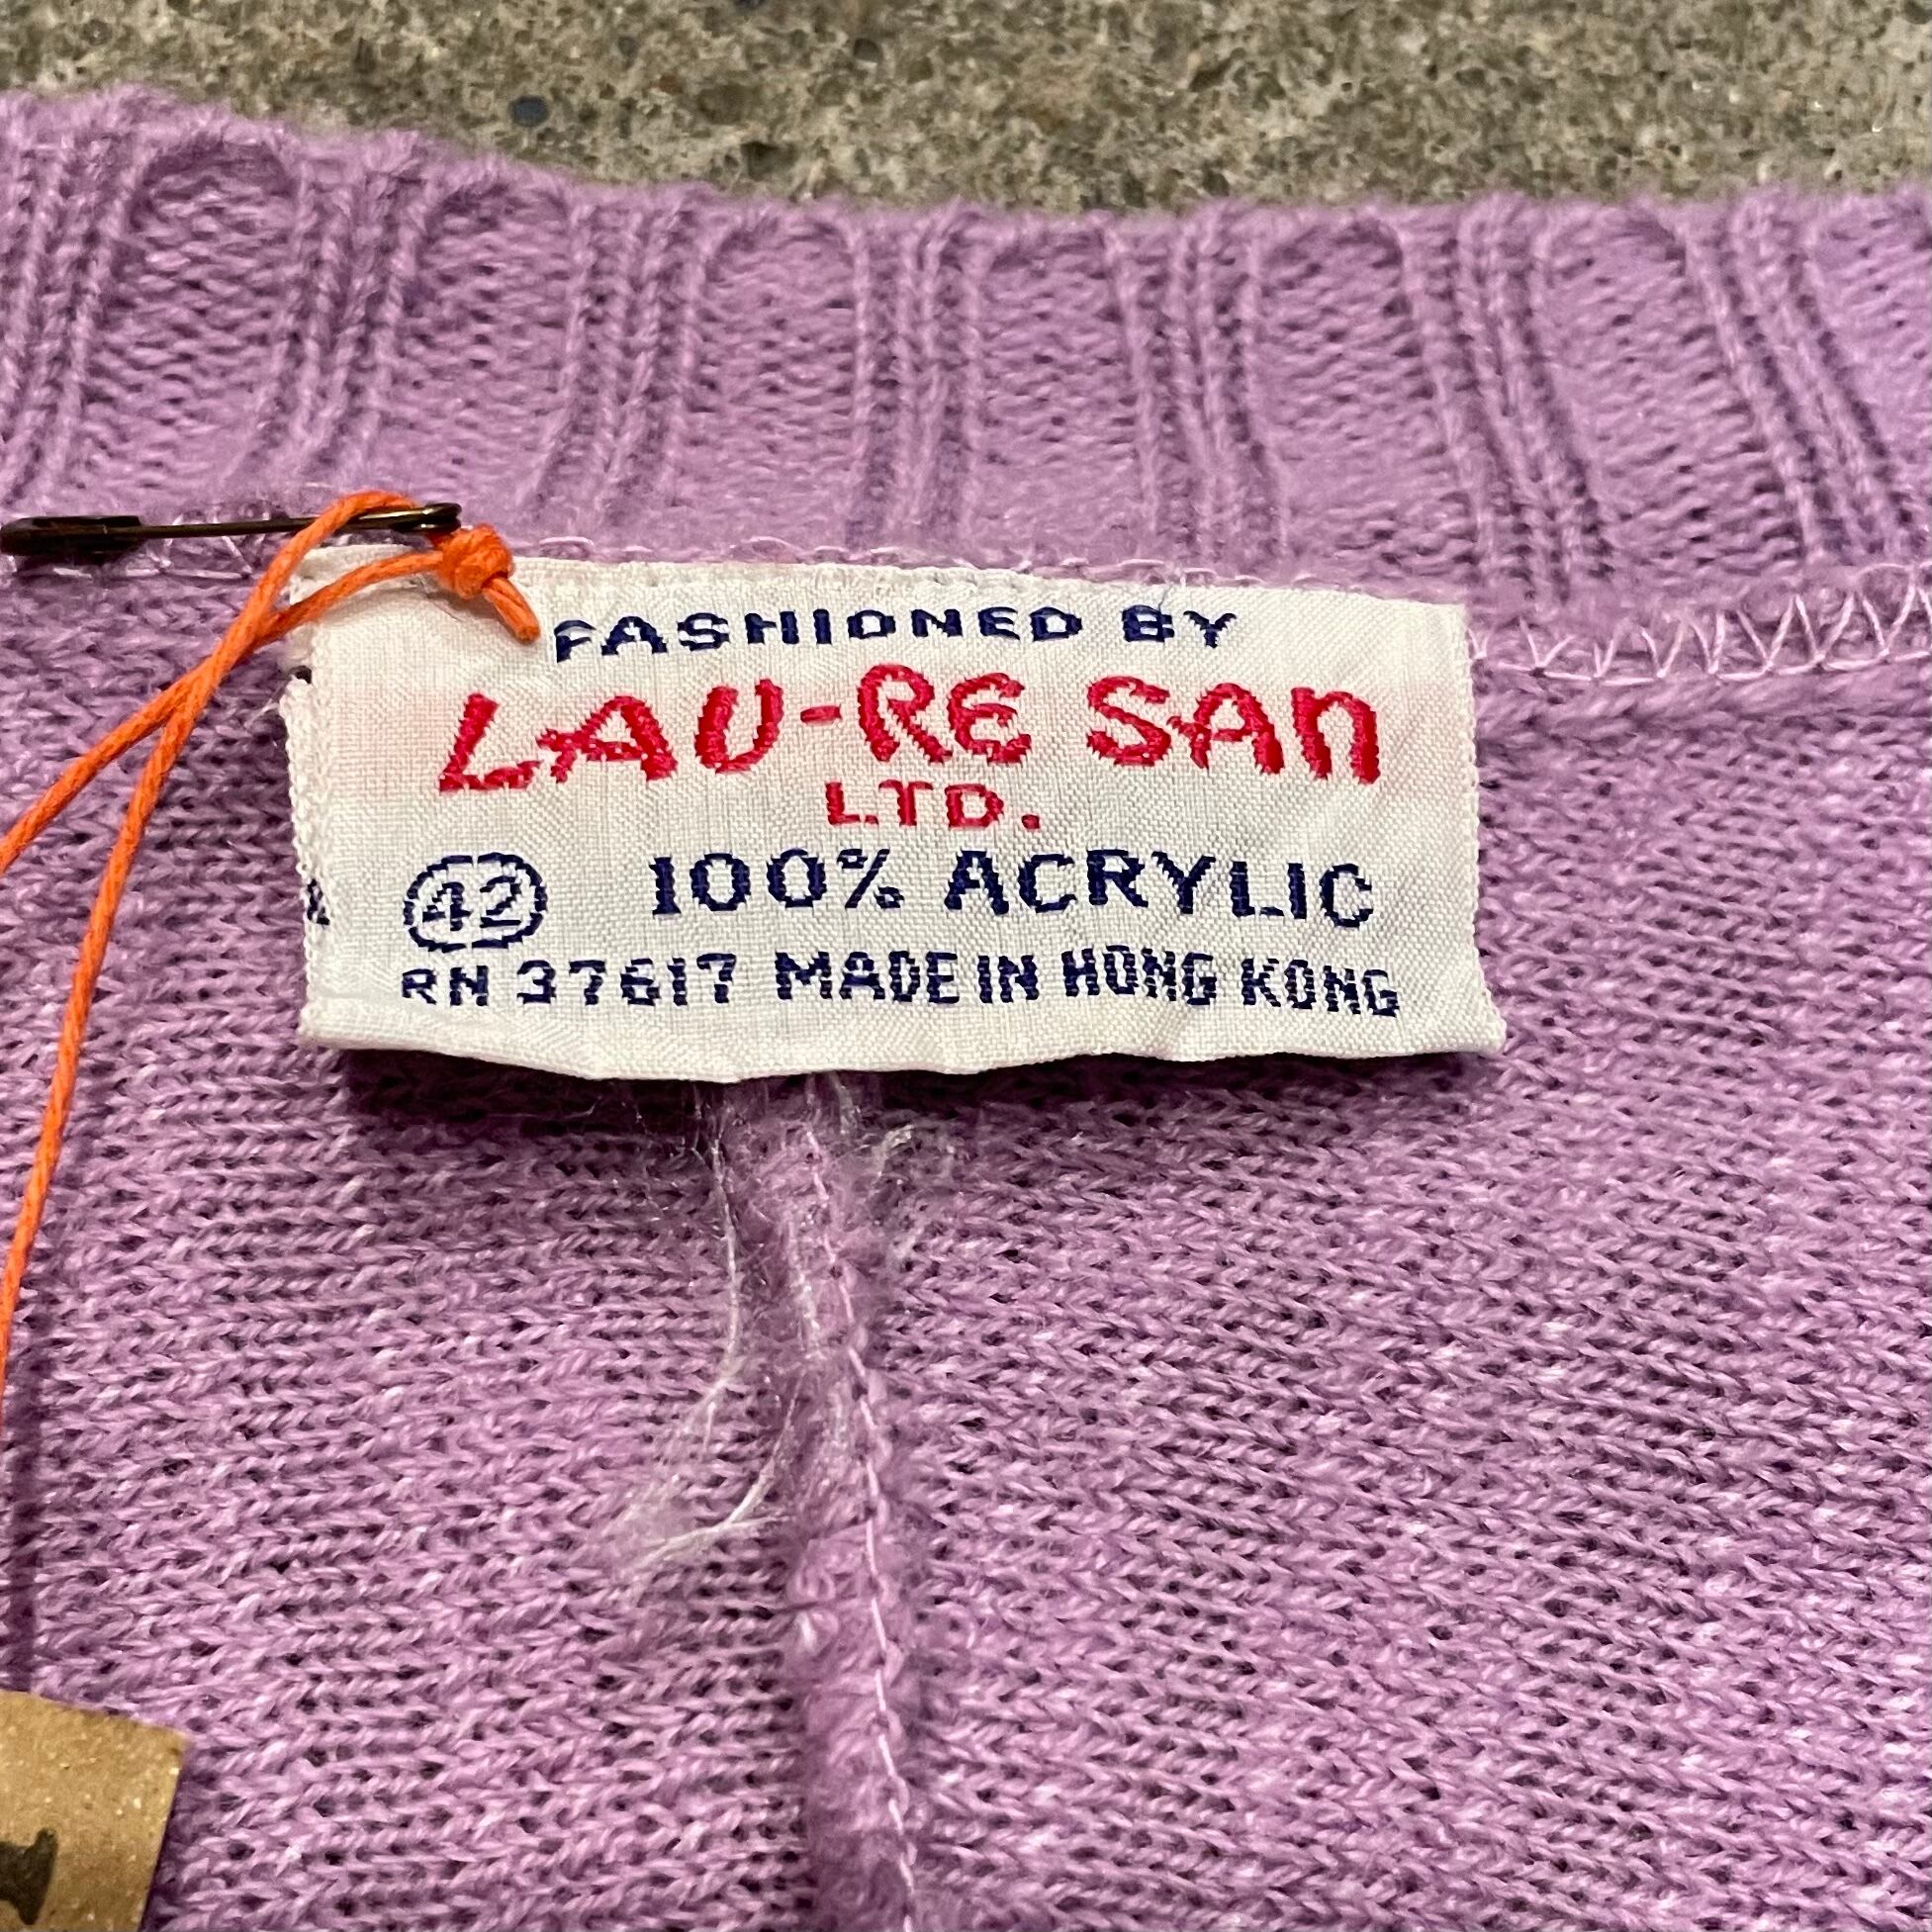 FASHIONED BY
LAU-RE SAN
LTD.
42 100% ACRYLIC
RN 37617 MADE IN HONG KONG